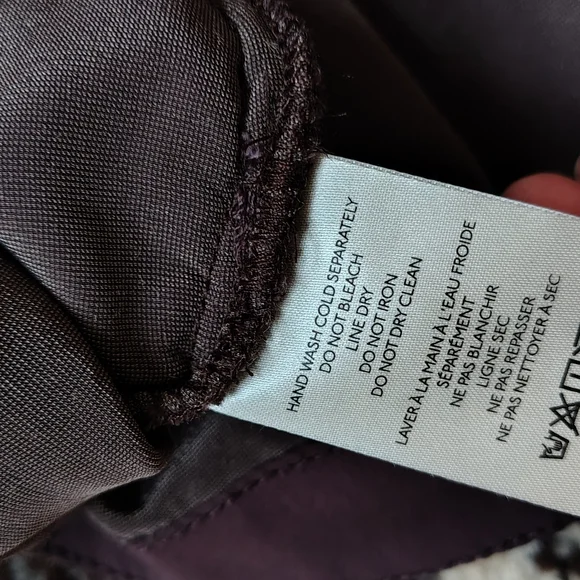 HAND WASH COLD SEPARATELY
DO NOT BLEACH
LINE DRY
DO NOT IRON
DO NOT DRY CLEAN
LAVER À LA MAIN À L'EAU FROIDE
SÉPARÉMENT
NE PAS BLANCHIR
LIGNE SEC
NE PAS REPASSER
NE PAS NETTOYER À SEC